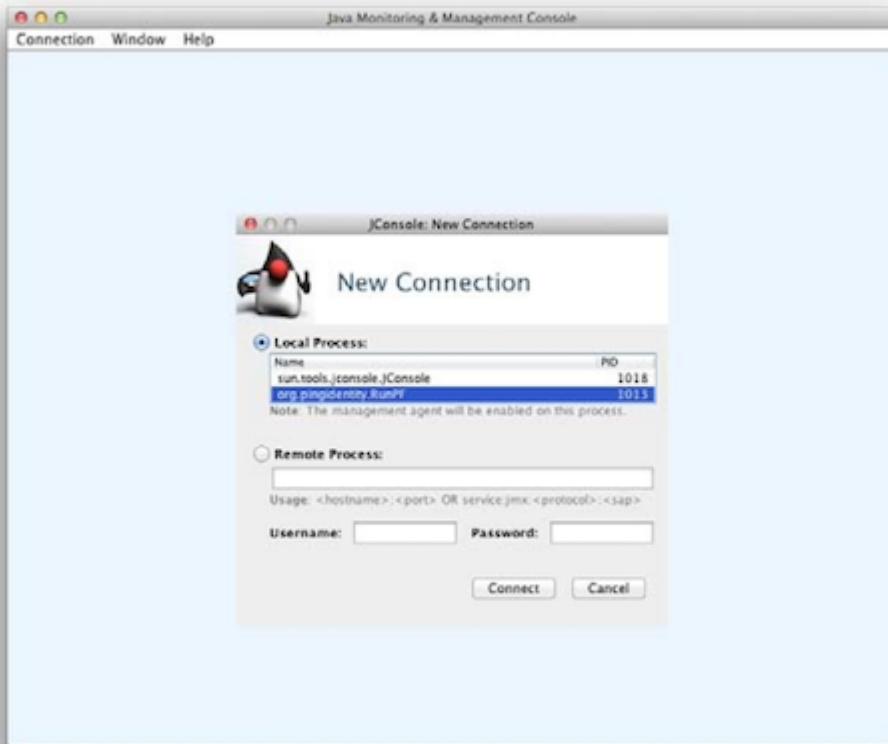 Java Monitoring & Management Console
Connection Window Help
JConsole: New Connection
New Connection
Local Process:
Name PID
sun.tools.jconsole.JConsole 1018
org.pingidentity.RunPF 1013
Note: The management agent will be enabled on this process.
Remote Process:
Usage: <hostname>:<port> OR service:jmx:<protocol>:<sap>
Username: Password:
Connect Cancel